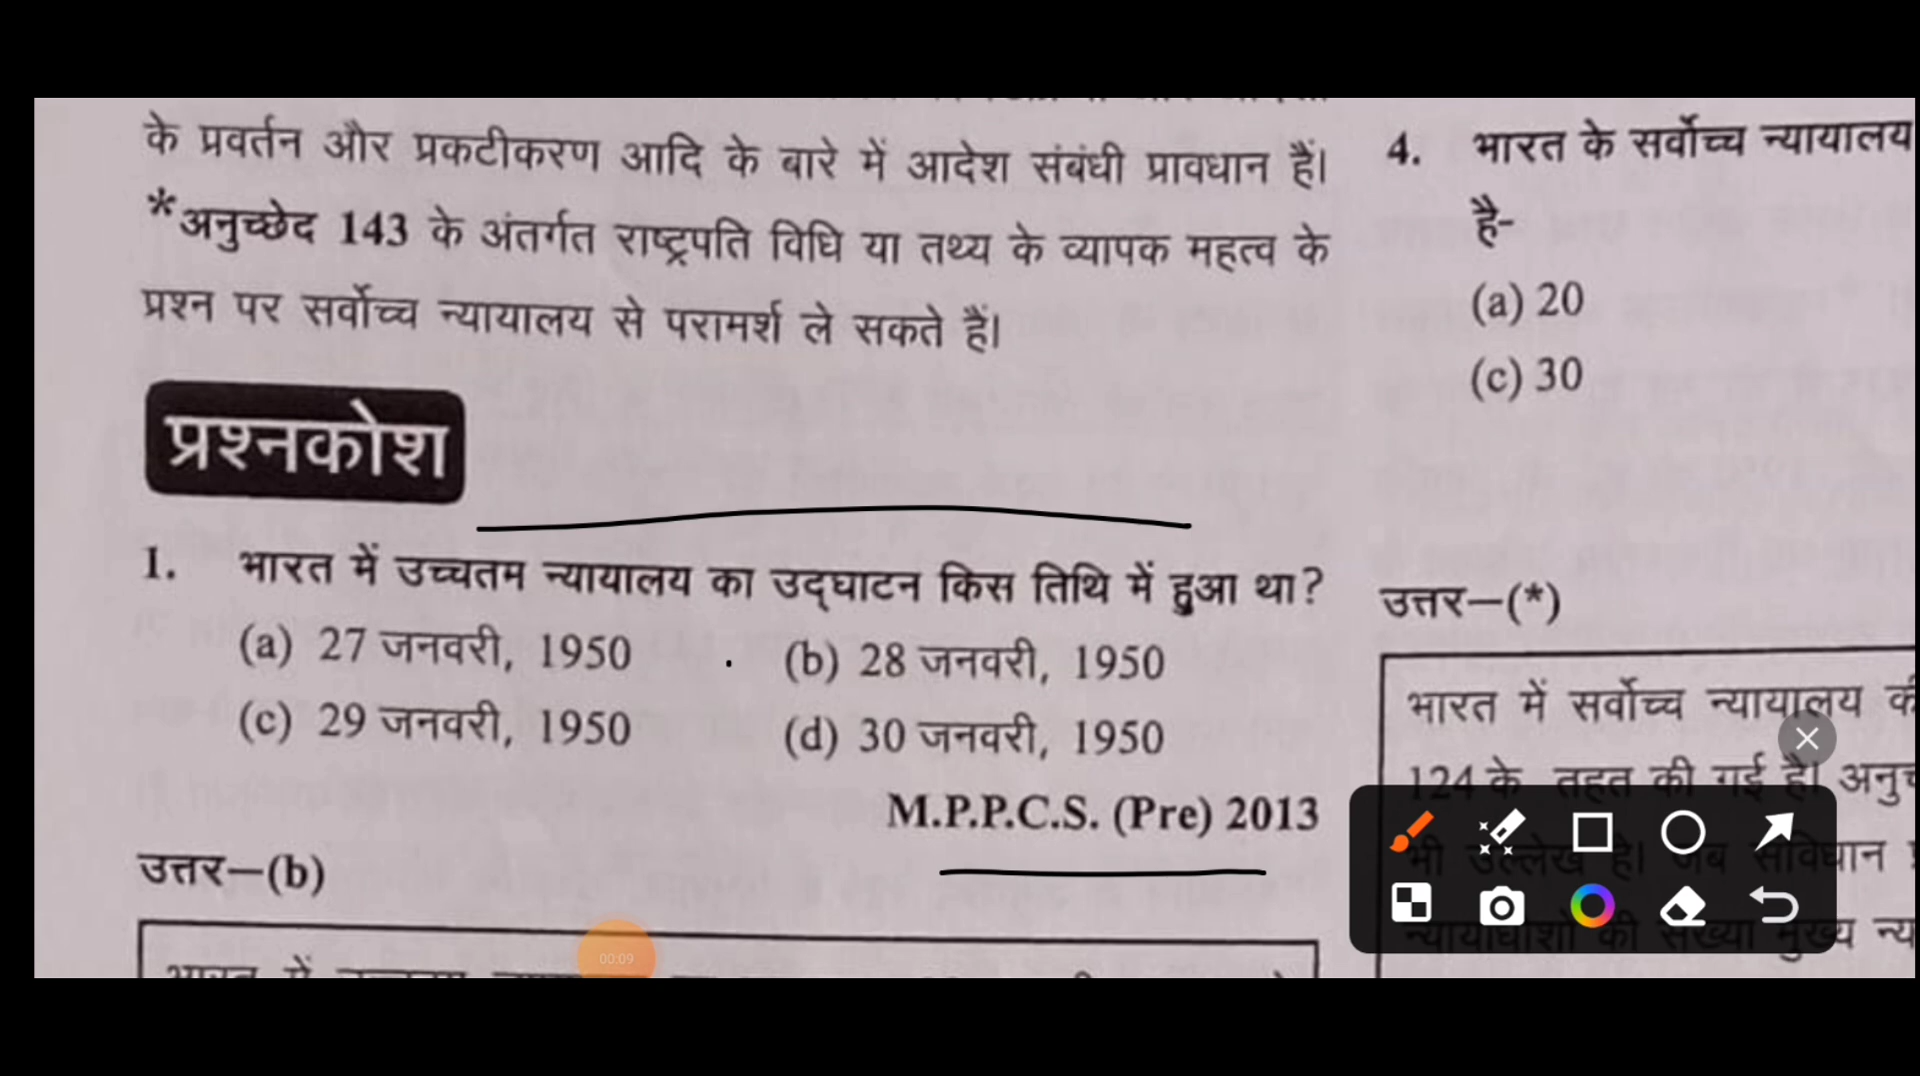 के प्रवर्तन और प्रकटीकरण आदि के बारे में आदेश संबंधी प्रावधान हैं।
*अनुच्छेद 143 के अंतर्गत राष्ट्रपति विधि या तथ्य के व्यापक महत्व के
प्रश्न पर सर्वोच्च न्यायालय से परामर्श ले सकते हैं।
प्रश्नकोश
1. भारत में उच्चतम न्यायालय का उद्घाटन किस तिथि में हुआ था?
(a) 27 जनवरी, 1950 (b) 28 जनवरी, 1950
(c) 29 जनवरी, 1950 (d) 30 जनवरी, 1950
M.P.P.C.S. (Pre) 2013
उत्तर–(b)
00:09
4. भारत के सर्वोच्च न्यायालय
है-
(a) 20
(c) 30
उत्तर–(*)
भारत में सर्वोच्च न्यायालय की
124 के तहत की गई है। अनुच
भी उल्लेख है। जब संविधान
न्यायाधीशों की संख्या मुख्य न्य